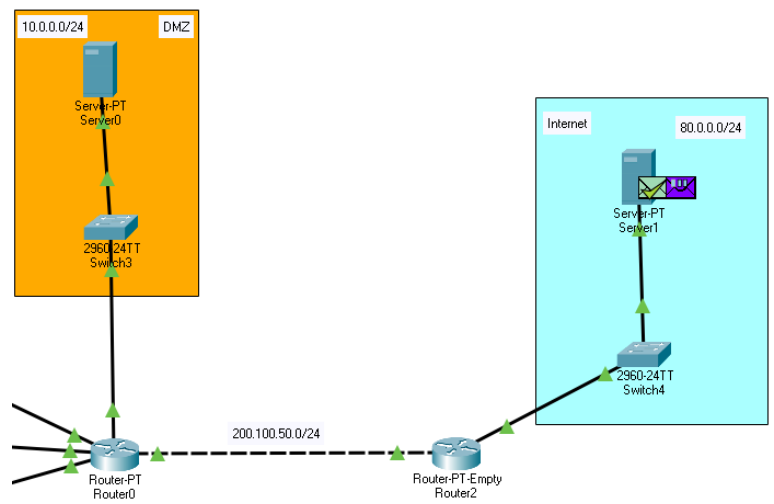 10.0.0.0/24 DMZ
Server-PT
Server0
2960-24TT
Switch3
Internet 80.0.0.0/24
Server-PT
Server1
2960-24TT
Switch4
200.100.50.0/24
Router-PT
Router0
Router-PT-Empty
Router2